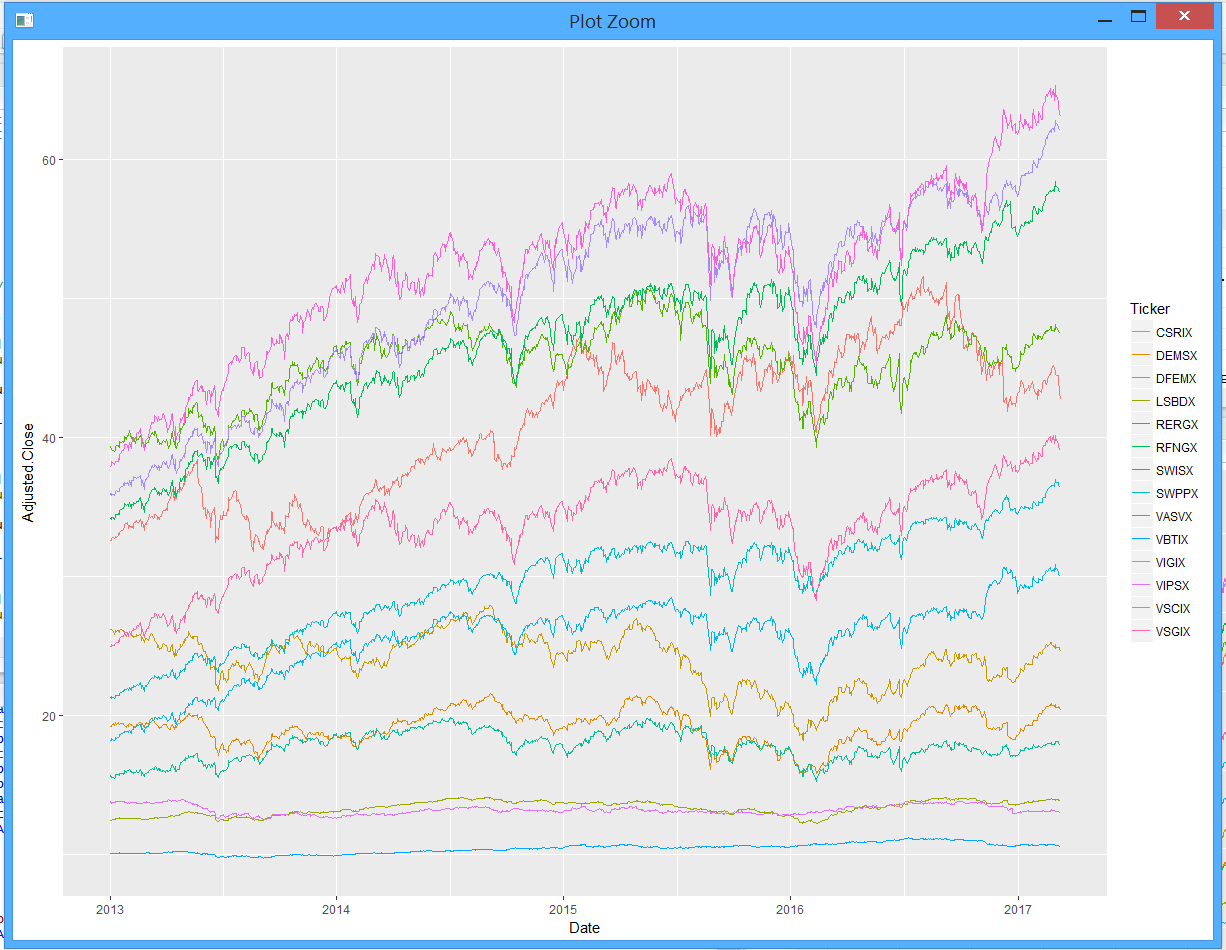 Plot Zoom
60
40
20
Adjusted.Close
2013
2014
2015
2016
2017
Date
Ticker
CSRIX
DEMSX
DFEMX
LSBDX
RERGX
RFNGX
SWISX
SWPPX
VASVX
VBTIX
VIGIX
VIPSX
VSCIX
VSGIX